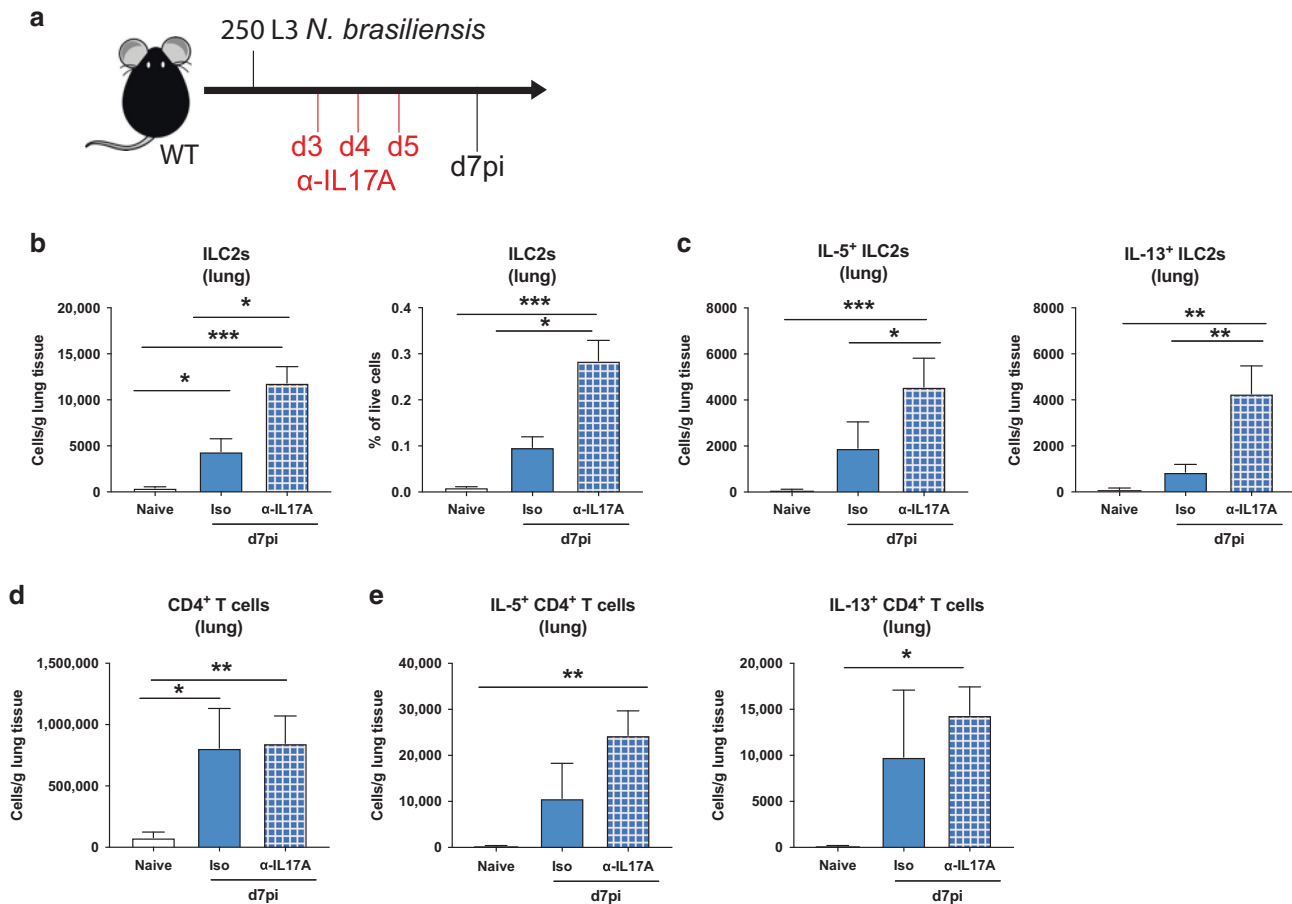 a
250 L3 N. brasiliensis
WT
d3 d4 d5
α-IL17A
d7pi
b
ILC2s
(lung)
*
***
*
Cells/g lung tissue
20,000
15,000
10,000
5000
0
Naive Iso α-IL17A
d7pi
ILC2s
(lung)
***
*
% of live cells
0.4
0.3
0.2
0.1
0.0
Naive Iso α-IL17A
d7pi
c
IL-5+ ILC2s
(lung)
***
*
Cells/g lung tissue
8000
6000
4000
2000
0
Naive Iso α-IL17A
d7pi
IL-13+ ILC2s
(lung)
**
**
Cells/g lung tissue
8000
6000
4000
2000
0
Naive Iso α-IL17A
d7pi
d
CD4+ T cells
(lung)
**
*
Cells/g lung tissue
1,500,000
1,000,000
500,000
0
Naive Iso α-IL17A
d7pi
e
IL-5+ CD4+ T cells
(lung)
**
Cells/g lung tissue
40,000
30,000
20,000
10,000
0
Naive Iso α-IL17A
d7pi
IL-13+ CD4+ T cells
(lung)
*
Cells/g lung tissue
20,000
15,000
10,000
5000
0
Naive Iso α-IL17A
d7pi